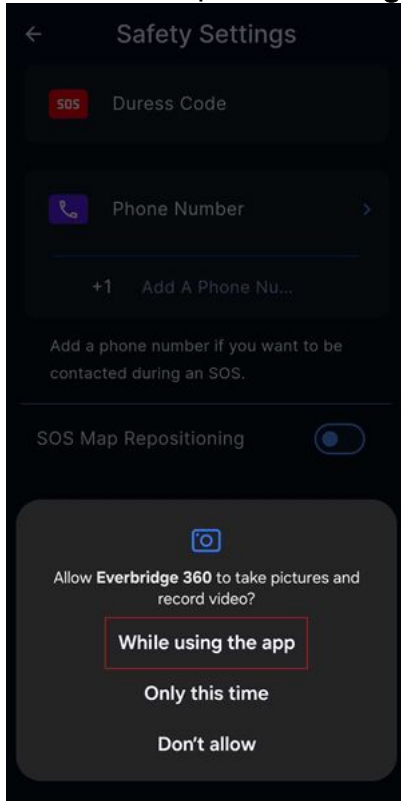 Safety Settings
SOS Duress Code
Phone Number
+1 Add A Phone Nu...
Add a phone number if you want to be
contacted during an SOS.
SOS Map Repositioning
Allow Everbridge 360 to take pictures and
record video?
While using the app
Only this time
Don't allow